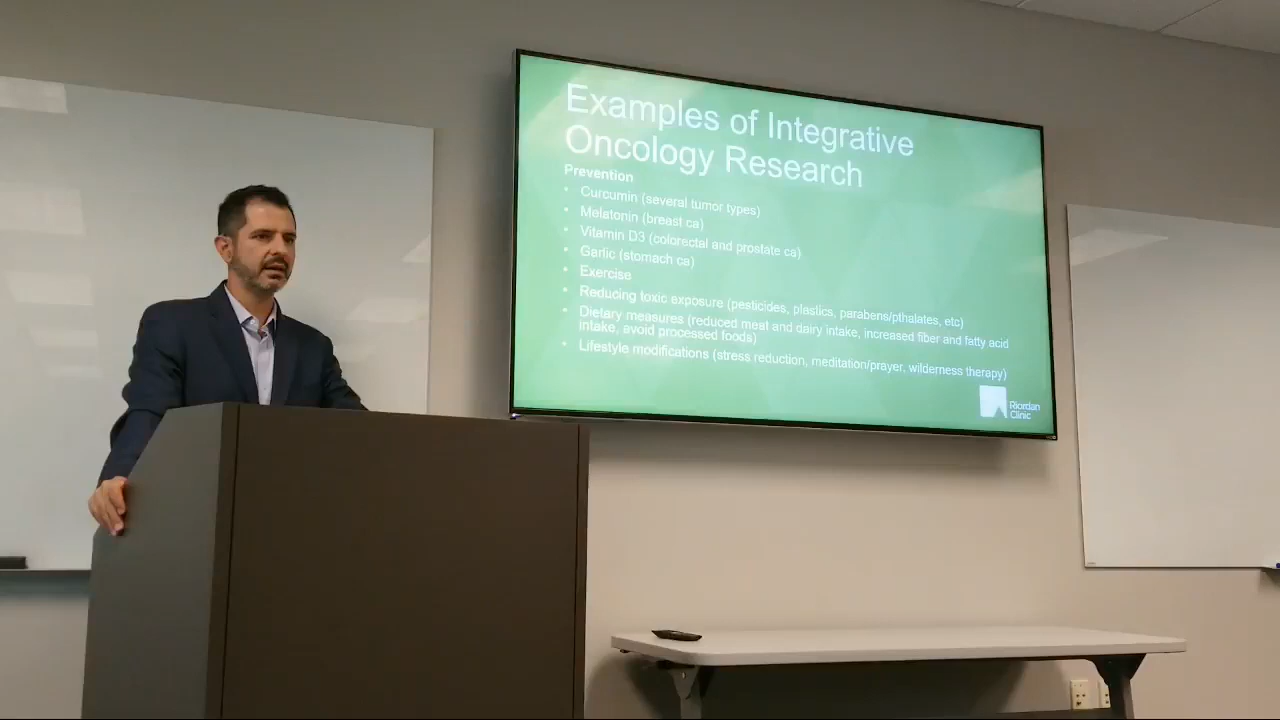 Examples of Integrative
Oncology Research
Prevention
• Curcumin (several tumor types)
• Melatonin (breast ca)
• Vitamin D3 (colorectal and prostate ca)
• Garlic (stomach ca)
• Exercise
• Reducing toxic exposure (pesticides, plastics, parabens/pthalates, etc)
• Dietary measures (reduced meat and dairy intake, increased fiber and fatty acid
intake, avoid processed foods)
• Lifestyle modifications (stress reduction, meditation/prayer, wilderness therapy)
Riordan
Clinic